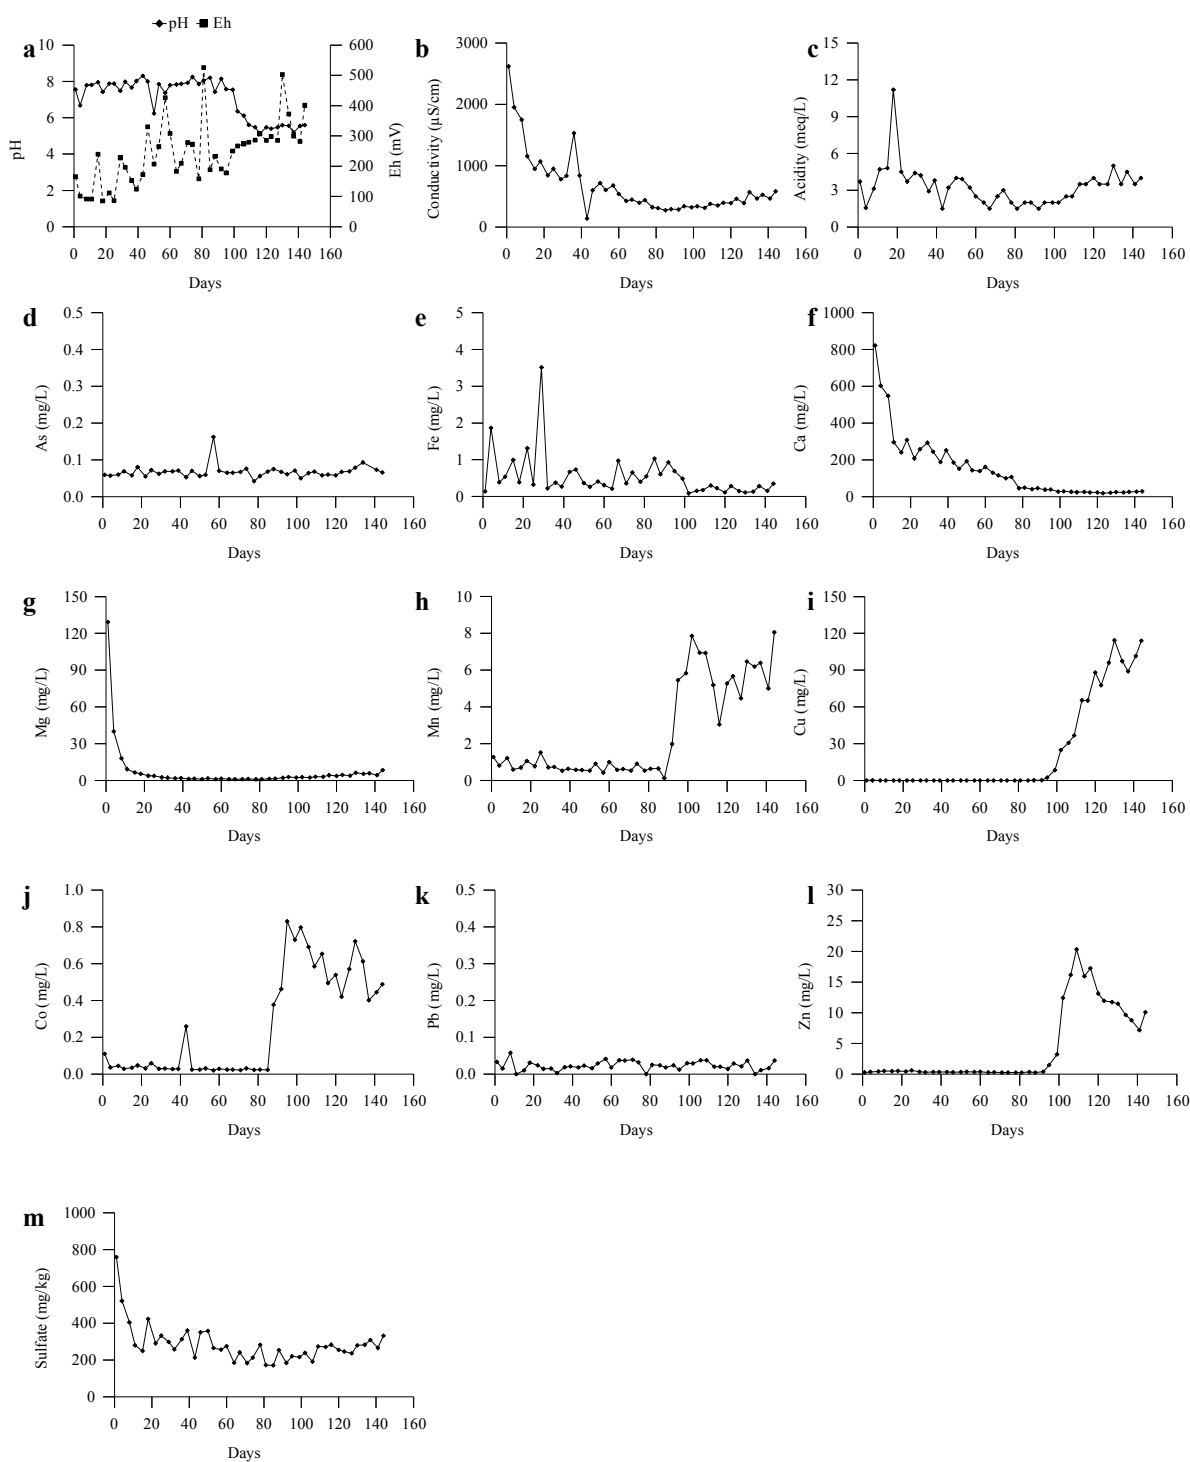 pH Eh
a
10
8
6
4
2
0
pH
600
500
400
300
200
100
0
Eh (mV)
0 20 40 60 80 100 120 140 160
Days
b
3000
2000
1000
0
Conductivity (µS/cm)
0 20 40 60 80 100 120 140 160
Days
c
15
12
9
6
3
0
Acidity (meq/L)
0 20 40 60 80 100 120 140 160
Days
d
0.5
0.4
0.3
0.2
0.1
0.0
As (mg/L)
0 20 40 60 80 100 120 140 160
Days
e
5
4
3
2
1
0
Fe (mg/L)
0 20 40 60 80 100 120 140 160
Days
f
1000
800
600
400
200
0
Ca (mg/L)
0 20 40 60 80 100 120 140 160
Days
g
150
120
90
60
30
0
Mg (mg/L)
0 20 40 60 80 100 120 140 160
Days
h
10
8
6
4
2
0
Mn (mg/L)
0 20 40 60 80 100 120 140 160
Days
i
150
120
90
60
30
0
Cu (mg/L)
0 20 40 60 80 100 120 140 160
Days
j
1.0
0.8
0.6
0.4
0.2
0.0
Co (mg/L)
0 20 40 60 80 100 120 140 160
Days
k
0.5
0.4
0.3
0.2
0.1
0.0
Pb (mg/L)
0 20 40 60 80 100 120 140 160
Days
l
30
25
20
15
10
5
0
Zn (mg/L)
0 20 40 60 80 100 120 140 160
Days
m
1000
800
600
400
200
0
Sulfate (mg/kg)
0 20 40 60 80 100 120 140 160
Days